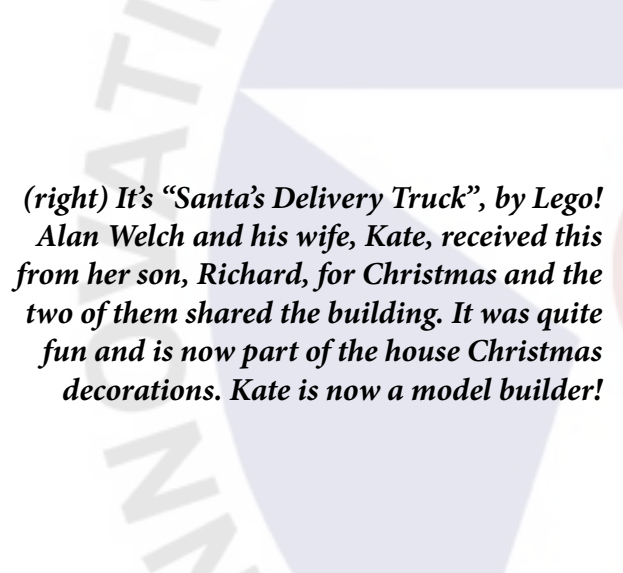 (right) It's “Santa's Delivery Truck”, by Lego!
Alan Welch and his wife, Kate, received this
from her son, Richard, for Christmas and the
two of them shared the building. It was quite
fun and is now part of the house Christmas
decorations. Kate is now a model builder!